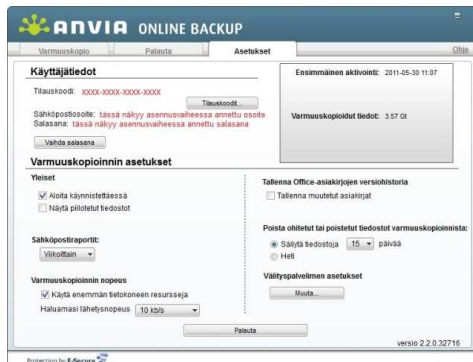 ANVIA ONLINE BACKUP
Varmuuskopio
Palauta
Asetukset
Ohje
Käyttäjätiedot
Tilauskoodi: XXXX-XXXX-XXXX-XXXX
Tilauskoodit...
Sähköpostiosoite: tässä näkyy asennusvaiheessa annettu osoite
Salasana: tässä näkyy asennusvaiheessa annettu salasana
Vaihda salasana
Ensimmäinen aktivointi: 2011-05-30 11:07
Varmuuskopioidut tiedot: 3.57 Gt
Varmuuskopioinnin asetukset
Yleiset
Aloita käynnistettäessä
Näytä piilotetut tiedostot
Sähköpostiraportit:
Viikoittain
Varmuuskopioinnin nopeus
Käytä enemmän tietokoneen resursseja
Haluamasi lähetysnopeus 10 kb/s
Tallenna Office-asiakirjojen versiohistoria
Tallenna muutetut asiakirjat
Poista ohitetut tai poistetut tiedostot varmuuskopioinnista:
Säilytä tiedostoja 15 päivää
Heti
Välityspalvelimen asetukset
Muuta...
Palauta
versio 2.2.0.32716
Protection by F-Secure